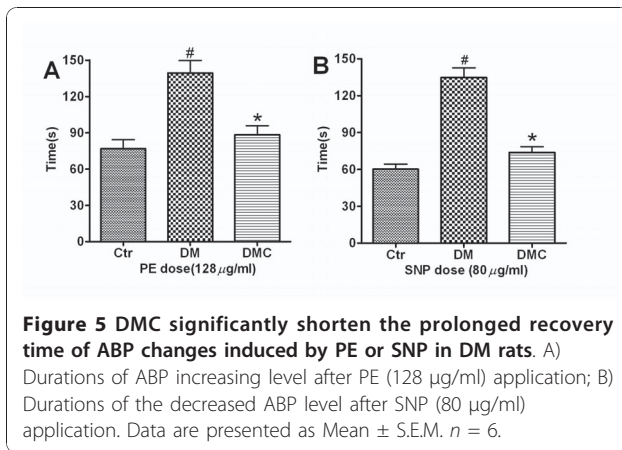 A
B
#
#
*
*
Time(s)
150
120
90
60
30
0
Ctr
DM
DMC
PE dose(128μg/ml)
Time(s)
150
120
90
60
30
0
Ctr
DM
DMC
SNP dose (80μg/ml)
Figure 5 DMC significantly shorten the prolonged recovery
time of ABP changes induced by PE or SNP in DM rats. A)
Durations of ABP increasing level after PE (128 μg/ml) application; B)
Durations of the decreased ABP level after SNP (80 μg/ml)
application. Data are presented as Mean ± S.E.M. n = 6.